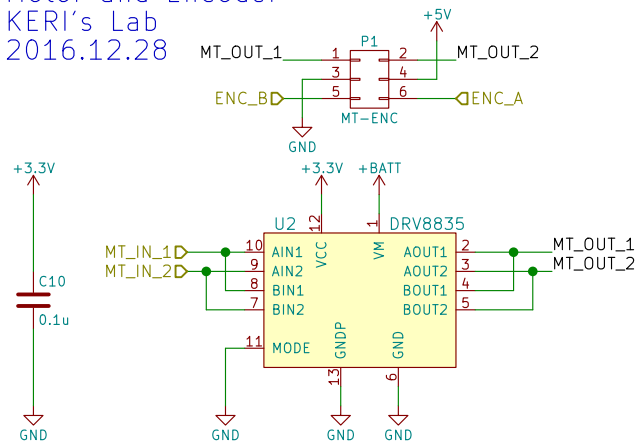 Motor and Encoder
KERI's Lab
2016.12.28
+5V
P1
MT_OUT_1 1 2 MT_OUT_2
3 4
ENC_B 5 6 ENC_A
MT-ENC
GND
+3.3V +3.3V +BATT
U2 12 1 DRV8835
VCC VM
MT_IN_1 10 AIN1 AOUT1 2 MT_OUT_1
MT_IN_2 9 AIN2 AOUT2 3 MT_OUT_2
C10 8 BIN1 BOUT1 4
7 BIN2 BOUT2 5
0.1u
11 MODE GNDP GND
13 6
GND GND GND GND